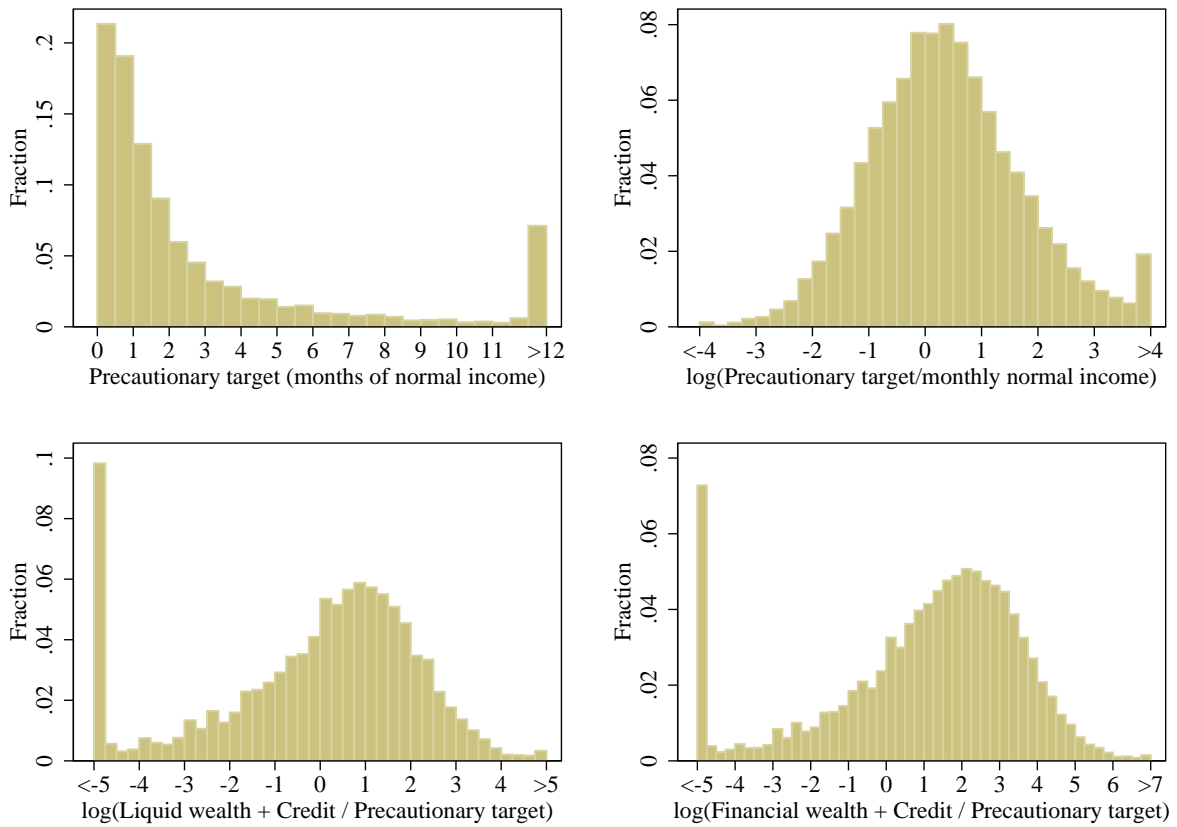 Fraction
0
.05
.1
.15
.2
0 1 2 3 4 5 6 7 8 9 10 11 >12
Precautionary target (months of normal income)
Fraction
0
.02
.04
.06
.08
<-4 -3 -2 -1 0 1 2 3 >4
log(Precautionary target/monthly normal income)
Fraction
0
.02
.04
.06
.08
.1
<-5 -4 -3 -2 -1 0 1 2 3 4 >5
log(Liquid wealth + Credit / Precautionary target)
Fraction
0
.02
.04
.06
.08
<-5 -4 -3 -2 -1 0 1 2 3 4 5 6 >7
log(Financial wealth + Credit / Precautionary target)